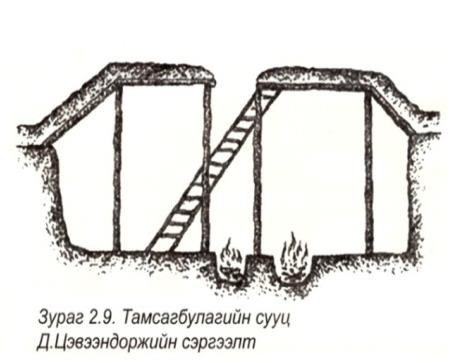 Зураг 2.9. Тамсагбулагийн сууц
Д.Цэвээндоржийн сэргээлт